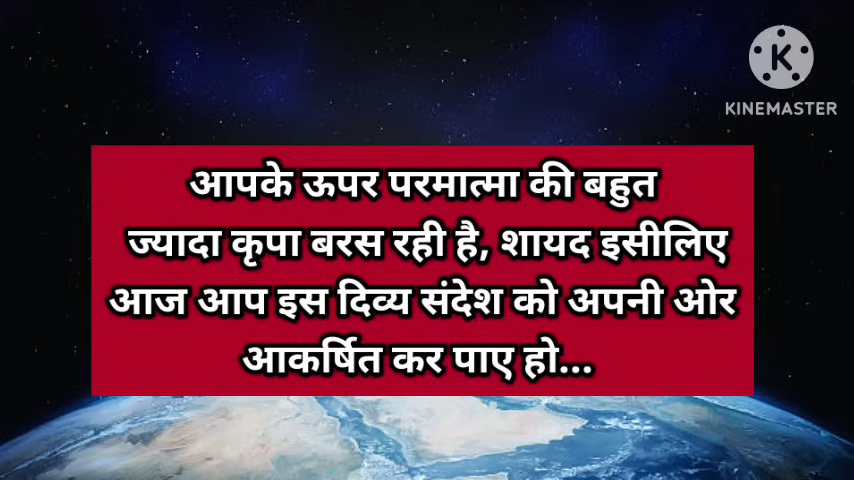 KINEMASTER
आपके ऊपर परमात्मा की बहुत
ज्यादा कृपा बरस रही है, शायद इसीलिए
आज आप इस दिव्य संदेश को अपनी ओर
आकर्षित कर पाए हो...